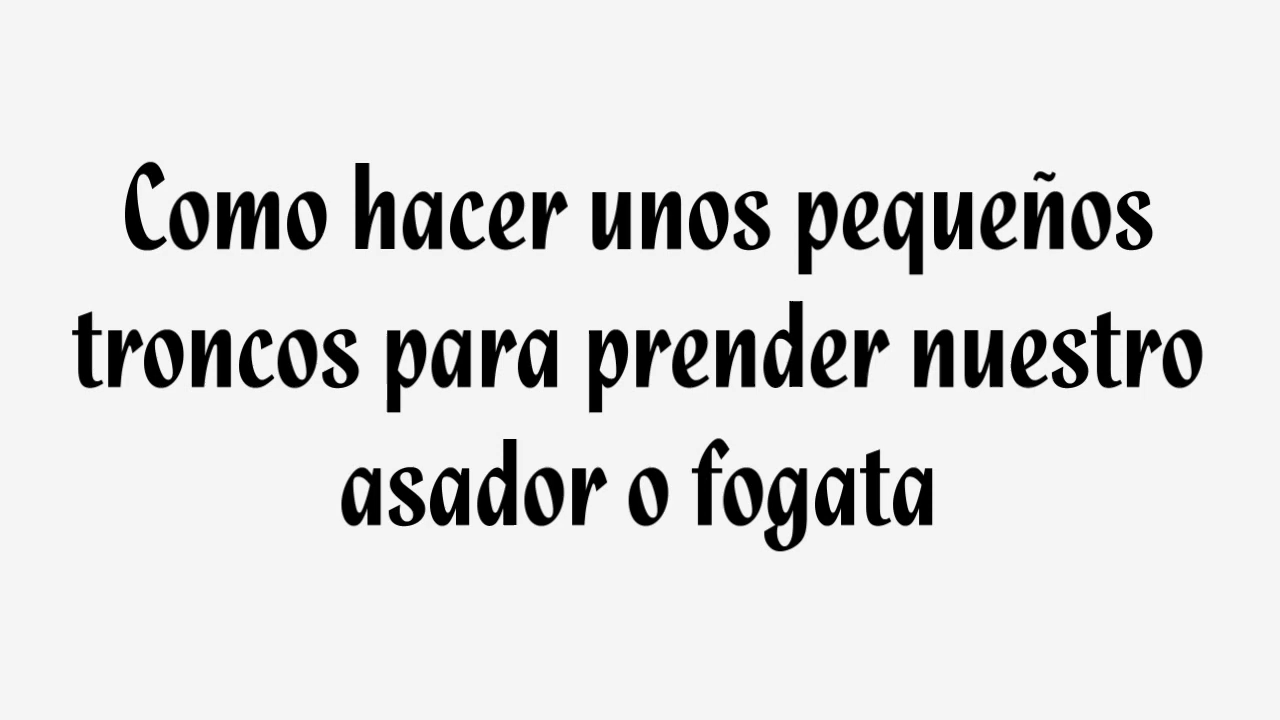 Como hacer unos pequeños
troncos para prender nuestro
asador o fogata